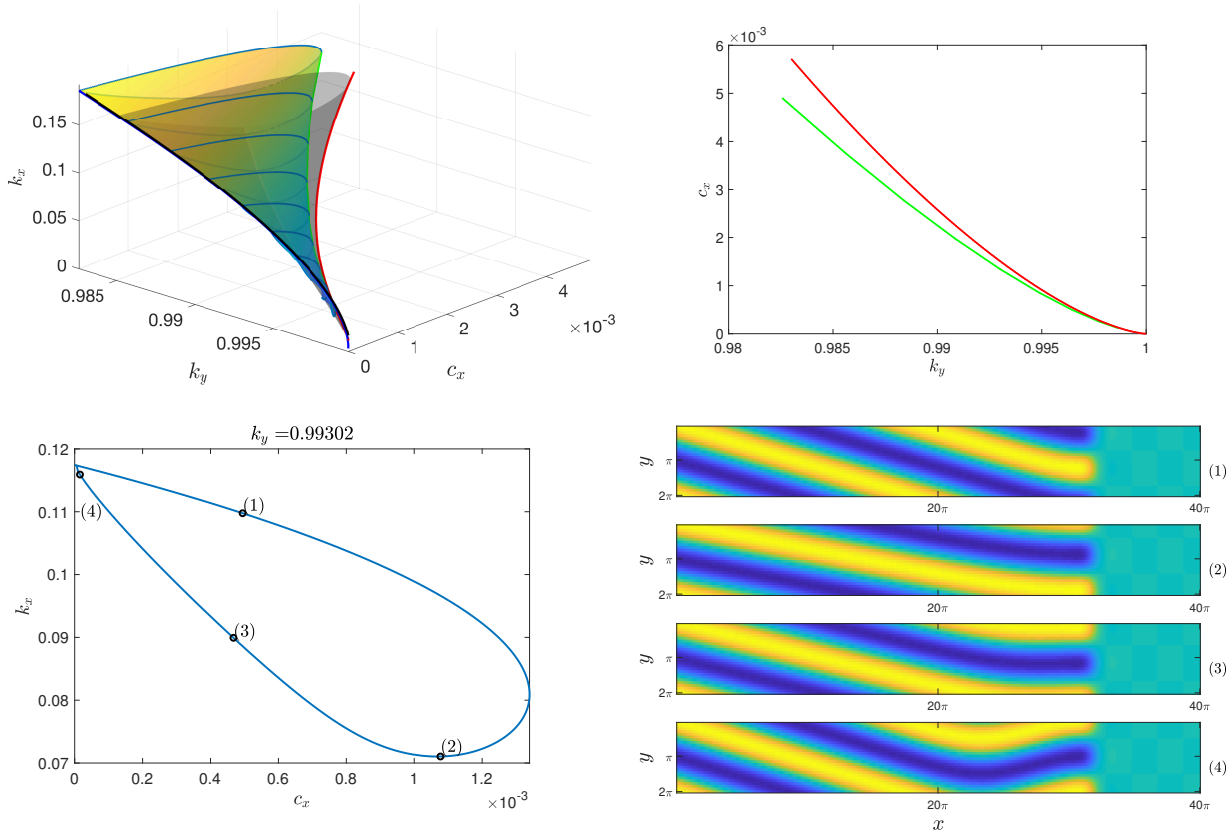 0.15
0.1
0.05
0
k_x
0.985
0.99
0.995
k_y
0
1
2
3
4
×10⁻³
c_x
×10⁻³
6
5
4
3
2
1
0
c_x
0.98
0.985
0.99
0.995
1
k_y
k_y =0.99302
0.12
0.11
0.1
0.09
0.08
0.07
k_x
(1)
(2)
(3)
(4)
0
0.2
0.4
0.6
0.8
1
1.2
×10⁻³
c_x
y
π
2π
20π
40π
(1)
y
π
2π
20π
40π
(2)
y
π
2π
20π
40π
(3)
y
π
2π
20π
40π
(4)
x